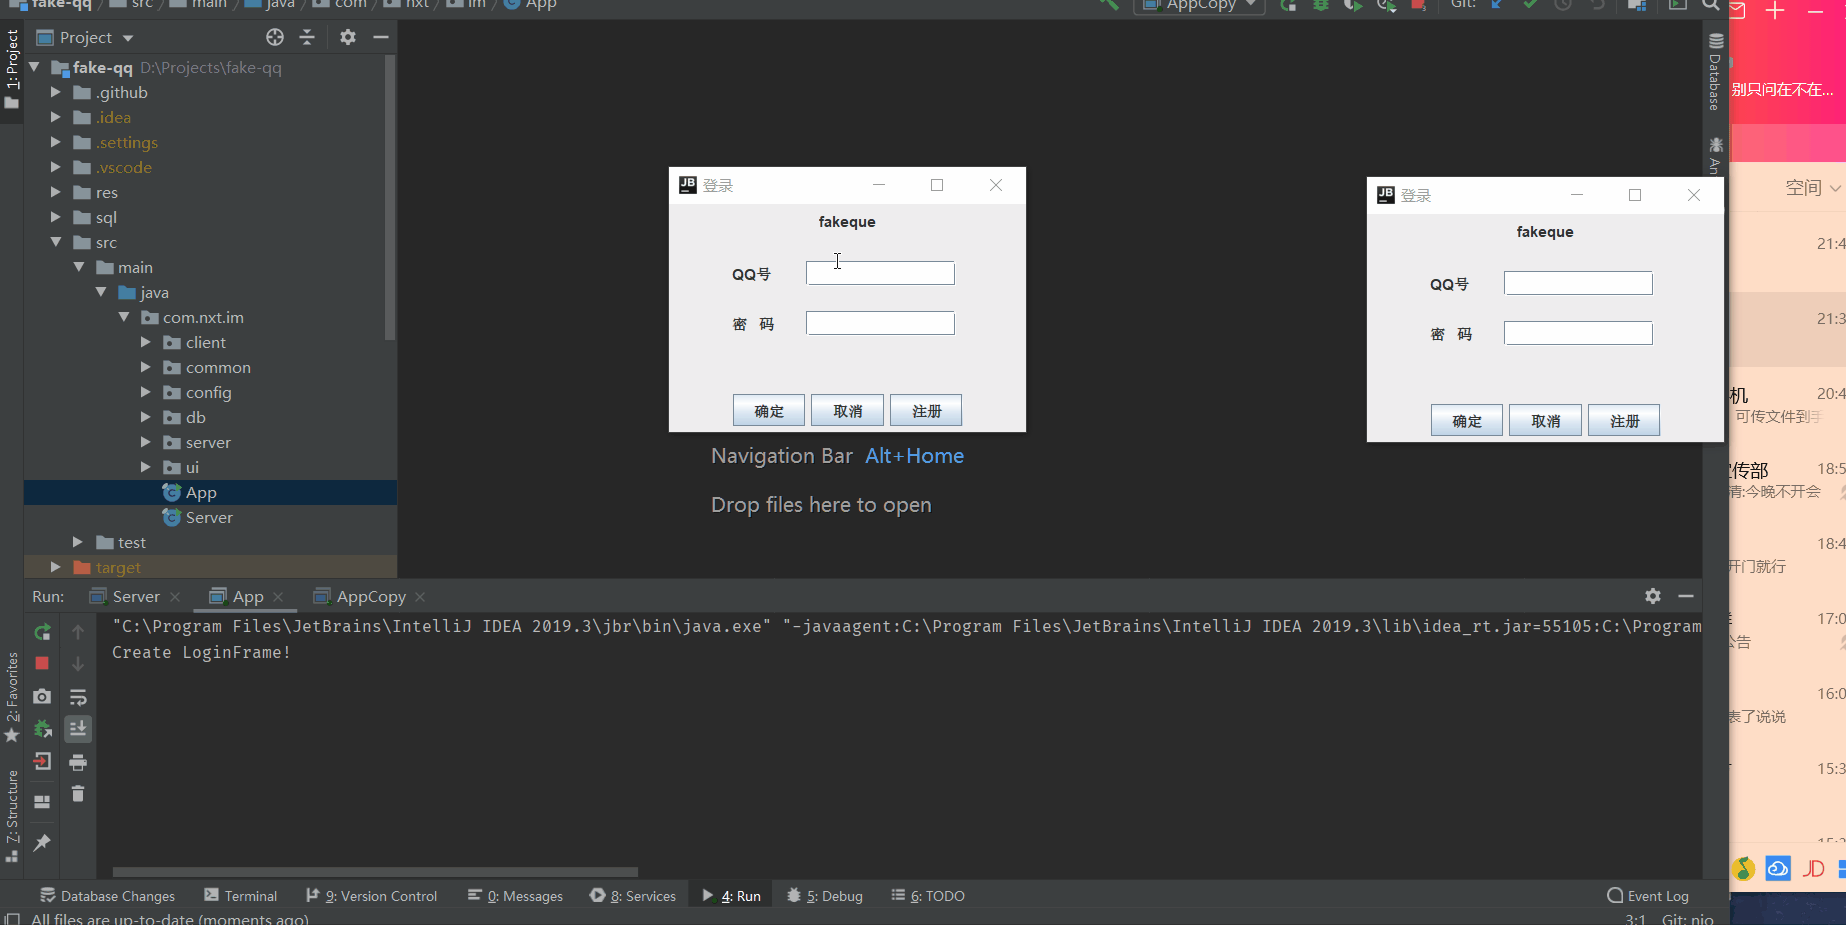 fake-qq / src / main / java / com / nxt / im / App
AppCopy
Git:
1: Project
Project
fake-qq D:\Projects\fake-qq
.github
.idea
.settings
.vscode
res
sql
src
main
java
com.nxt.im
client
common
config
db
server
ui
App
Server
test
target
JB 登录
fakeque
QQ号
密 码
确定 取消 注册
JB 登录
fakeque
QQ号
密 码
确定 取消 注册
Navigation Bar Alt+Home
Drop files here to open
Database
An
别只问在不在...
空间
21:4
21:3
机 20:4
可传文件到手
传部 18:5
清:今晚不开会
18:4
开门就行
17:0
公告
16:0
表了说说
15:3
JD
Run: Server App AppCopy
"C:\Program Files\JetBrains\IntelliJ IDEA 2019.3\jbr\bin\java.exe" "-javaagent:C:\Program Files\JetBrains\IntelliJ IDEA 2019.3\lib\idea_rt.jar=55105:C:\Program
Create LoginFrame!
2: Favorites
Z: Structure
Database Changes Terminal 9: Version Control 0: Messages 8: Services 4: Run 5: Debug 6: TODO Event Log
All files are up-to-date (moments ago) 3:1 Git: nio